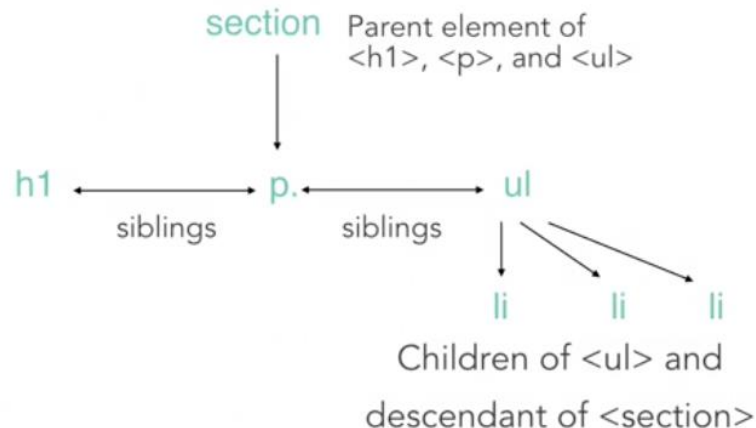 section
Parent element of
<h1>, <p>, and <ul>
h1
p.
ul
siblings
siblings
li
li
li
Children of <ul> and
descendant of <section>